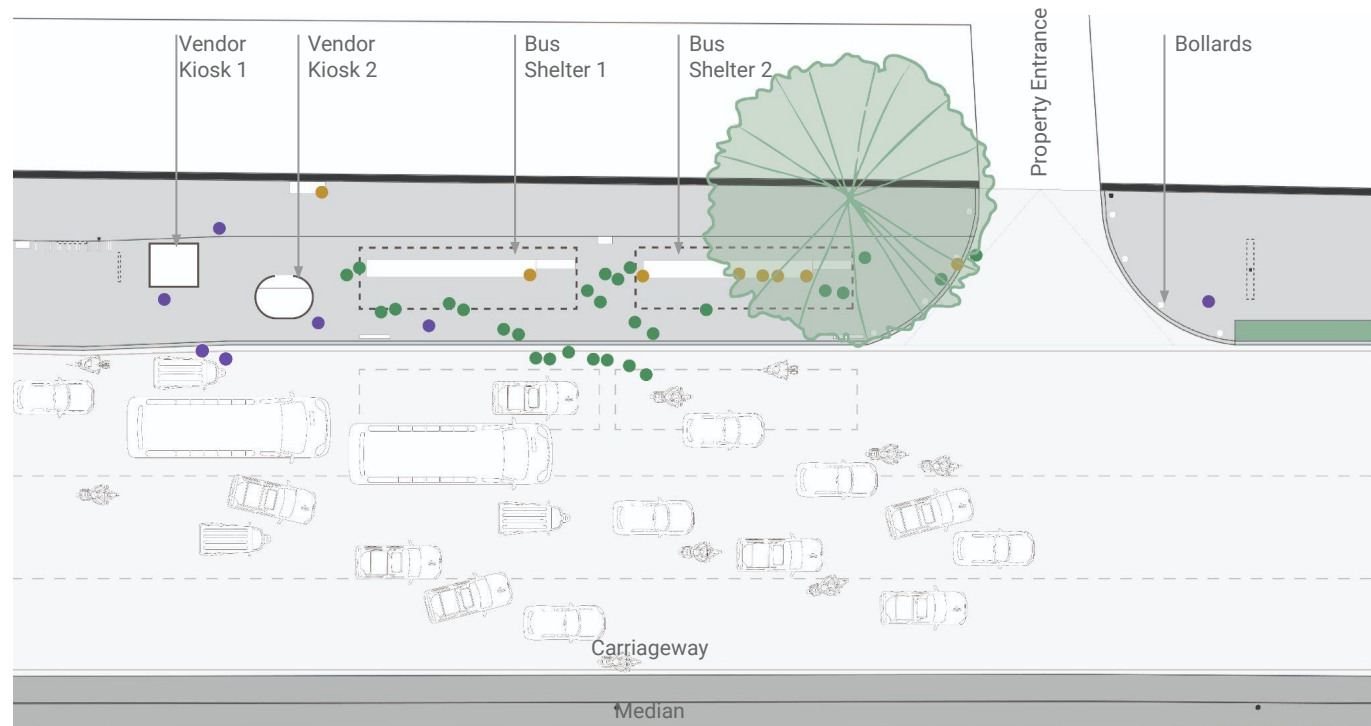 Vendor
Kiosk 1
Vendor
Kiosk 2
Bus
Shelter 1
Bus
Shelter 2
Property Entrance
Bollards
Carriageway
Median